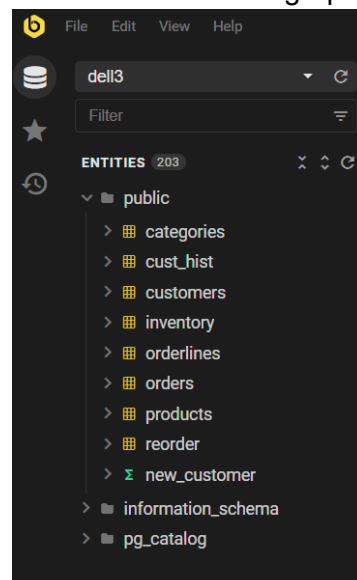 File Edit View Help
dell3
Filter
ENTITIES 203
public
categories
cust_hist
customers
inventory
orderlines
orders
products
reorder
Σ new_customer
information_schema
pg_catalog